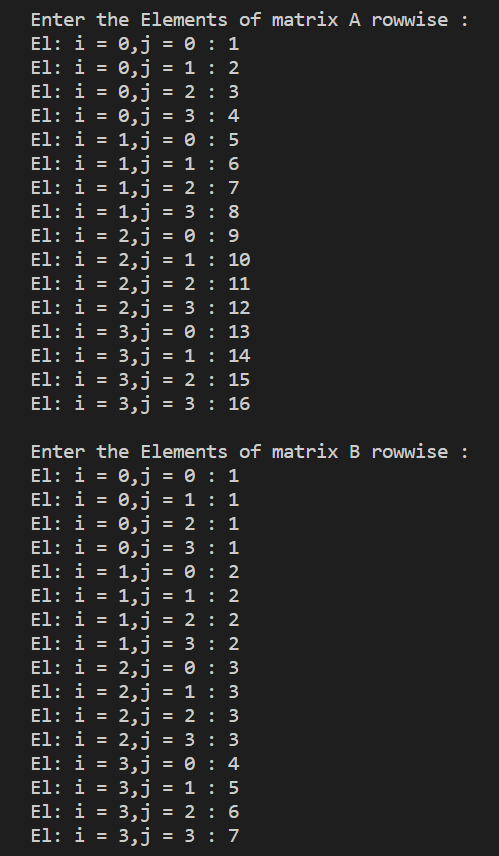 Enter the Elements of matrix A rowwise :
El: i = 0,j = 0 : 1
El: i = 0,j = 1 : 2
El: i = 0,j = 2 : 3
El: i = 0,j = 3 : 4
El: i = 1,j = 0 : 5
El: i = 1,j = 1 : 6
El: i = 1,j = 2 : 7
El: i = 1,j = 3 : 8
El: i = 2,j = 0 : 9
El: i = 2,j = 1 : 10
El: i = 2,j = 2 : 11
El: i = 2,j = 3 : 12
El: i = 3,j = 0 : 13
El: i = 3,j = 1 : 14
El: i = 3,j = 2 : 15
El: i = 3,j = 3 : 16
Enter the Elements of matrix B rowwise :
El: i = 0,j = 0 : 1
El: i = 0,j = 1 : 1
El: i = 0,j = 2 : 1
El: i = 0,j = 3 : 1
El: i = 1,j = 0 : 2
El: i = 1,j = 1 : 2
El: i = 1,j = 2 : 2
El: i = 1,j = 3 : 2
El: i = 2,j = 0 : 3
El: i = 2,j = 1 : 3
El: i = 2,j = 2 : 3
El: i = 2,j = 3 : 3
El: i = 3,j = 0 : 4
El: i = 3,j = 1 : 5
El: i = 3,j = 2 : 6
El: i = 3,j = 3 : 7